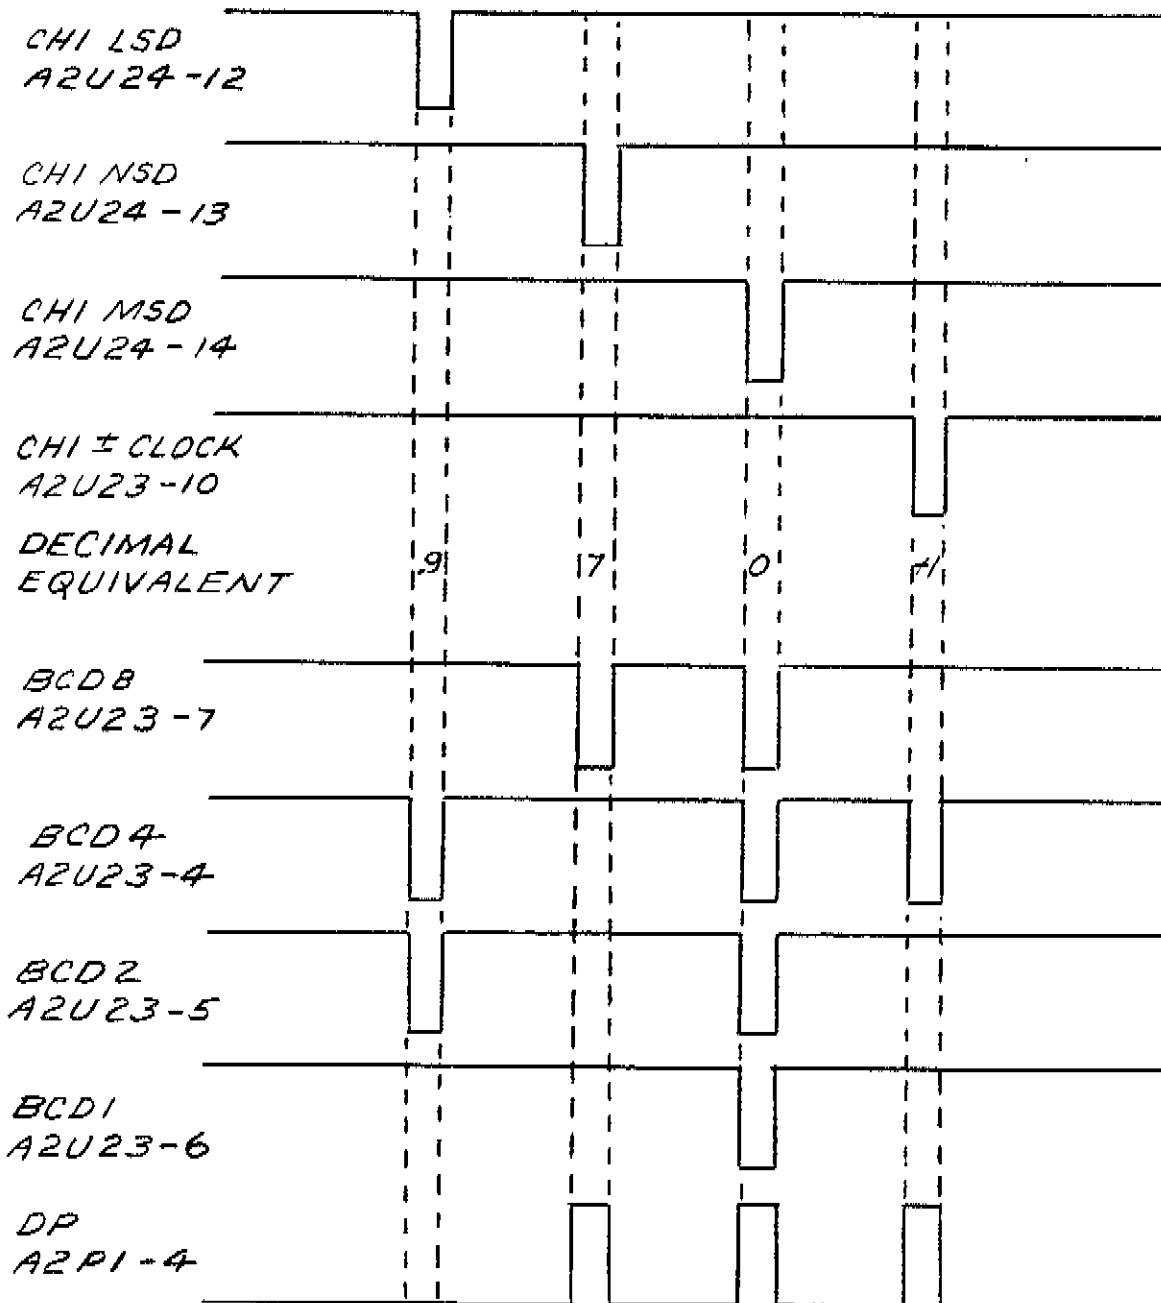 CHI LSD
A2U24-12
CHI NSD
A2U24-13
CHI MSD
A2U24-14
CHI ± CLOCK
A2U23-10
DECIMAL
EQUIVALENT
.9 7 0 +1
BCD8
A2U23-7
BCD4
A2U23-4
BCD2
A2U23-5
BCD1
A2U23-6
DP
A2P1-4